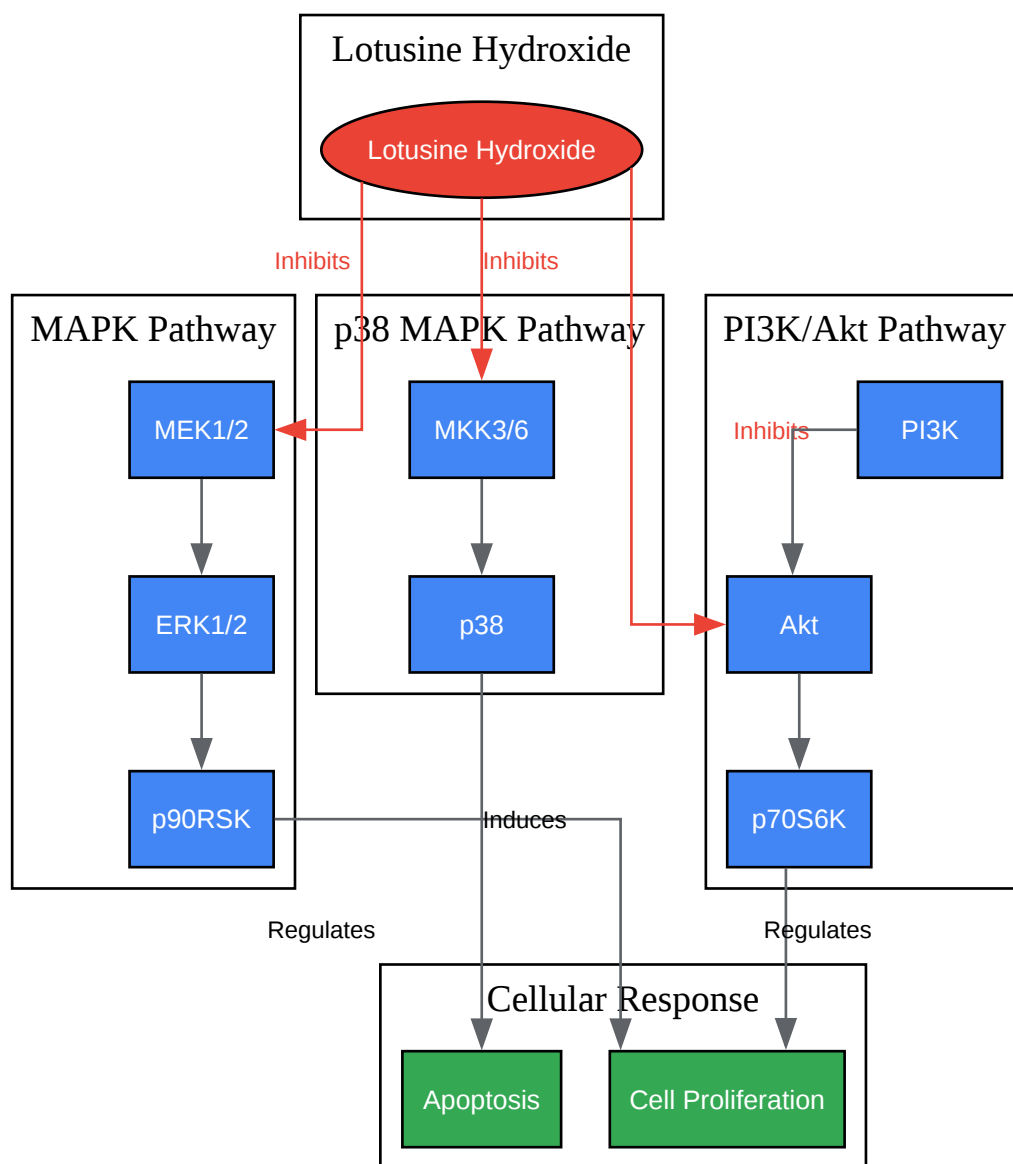 Lotusine Hydroxide
Lotusine Hydroxide
Inhibits
Inhibits
MAPK Pathway
p38 MAPK Pathway
PI3K/Akt Pathway
MEK1/2
MKK3/6
Inhibits
PI3K
ERK1/2
p38
Akt
p90RSK
Induces
p70S6K
Regulates
Regulates
Cellular Response
Apoptosis
Cell Proliferation